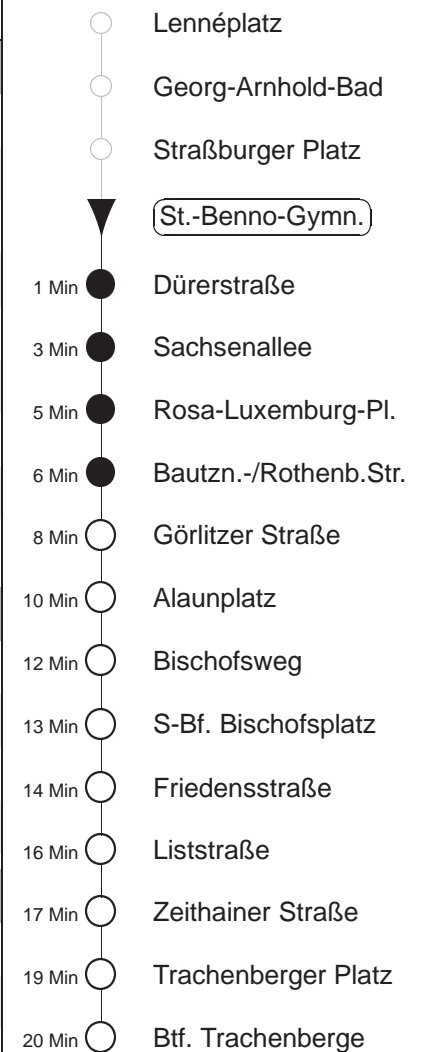 Lennéplatz
Georg-Arnhold-Bad
Straßburger Platz
St.-Benno-Gymn.
1 Min Dürerstraße
3 Min Sachsenallee
5 Min Rosa-Luxemburg-Pl.
6 Min Bautzn.-/Rothenb.Str.
8 Min Görlitzer Straße
10 Min Alaunplatz
12 Min Bischofsweg
13 Min S-Bf. Bischofsplatz
14 Min Friedensstraße
16 Min Liststraße
17 Min Zeithainer Straße
19 Min Trachenberger Platz
20 Min Btf. Trachenberge